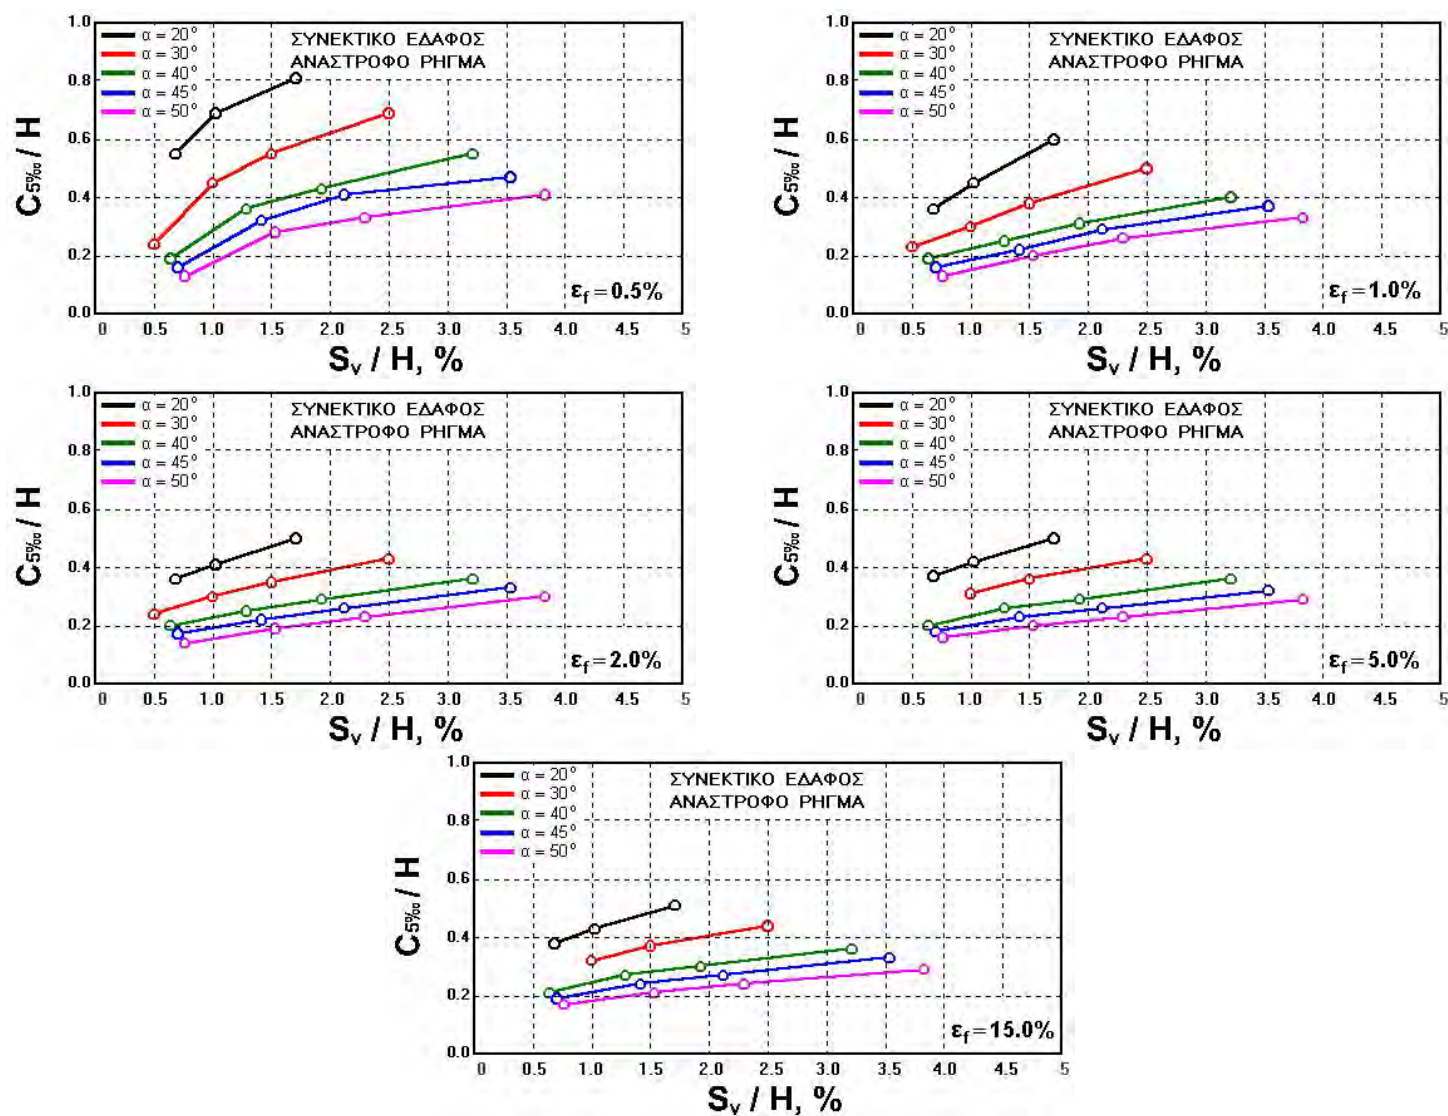 1.0
0.8
0.6
0.4
0.2
0.0
C5‰ / H
α = 20°
α = 30°
α = 40°
α = 45°
α = 50°
ΣΥΝΕΚΤΙΚΟ ΕΔΑΦΟΣ
ΑΝΑΣΤΡΟΦΟ ΡΗΓΜΑ
εf = 0.5%
0 0.5 1.0 1.5 2.0 2.5 3.0 3.5 4.0 4.5 5
Sv / H, %
1.0
0.8
0.6
0.4
0.2
0.0
C5‰ / H
α = 20°
α = 30°
α = 40°
α = 45°
α = 50°
ΣΥΝΕΚΤΙΚΟ ΕΔΑΦΟΣ
ΑΝΑΣΤΡΟΦΟ ΡΗΓΜΑ
εf = 1.0%
0 0.5 1.0 1.5 2.0 2.5 3.0 3.5 4.0 4.5 5
Sv / H, %
1.0
0.8
0.6
0.4
0.2
0.0
C5‰ / H
α = 20°
α = 30°
α = 40°
α = 45°
α = 50°
ΣΥΝΕΚΤΙΚΟ ΕΔΑΦΟΣ
ΑΝΑΣΤΡΟΦΟ ΡΗΓΜΑ
εf = 2.0%
0 0.5 1.0 1.5 2.0 2.5 3.0 3.5 4.0 4.5 5
Sv / H, %
1.0
0.8
0.6
0.4
0.2
0.0
C5‰ / H
α = 20°
α = 30°
α = 40°
α = 45°
α = 50°
ΣΥΝΕΚΤΙΚΟ ΕΔΑΦΟΣ
ΑΝΑΣΤΡΟΦΟ ΡΗΓΜΑ
εf = 5.0%
0 0.5 1.0 1.5 2.0 2.5 3.0 3.5 4.0 4.5 5
Sv / H, %
1.0
0.8
0.6
0.4
0.2
0.0
C5‰ / H
α = 20°
α = 30°
α = 40°
α = 45°
α = 50°
ΣΥΝΕΚΤΙΚΟ ΕΔΑΦΟΣ
ΑΝΑΣΤΡΟΦΟ ΡΗΓΜΑ
εf = 15.0%
0 0.5 1.0 1.5 2.0 2.5 3.0 3.5 4.0 4.5 5
Sv / H, %